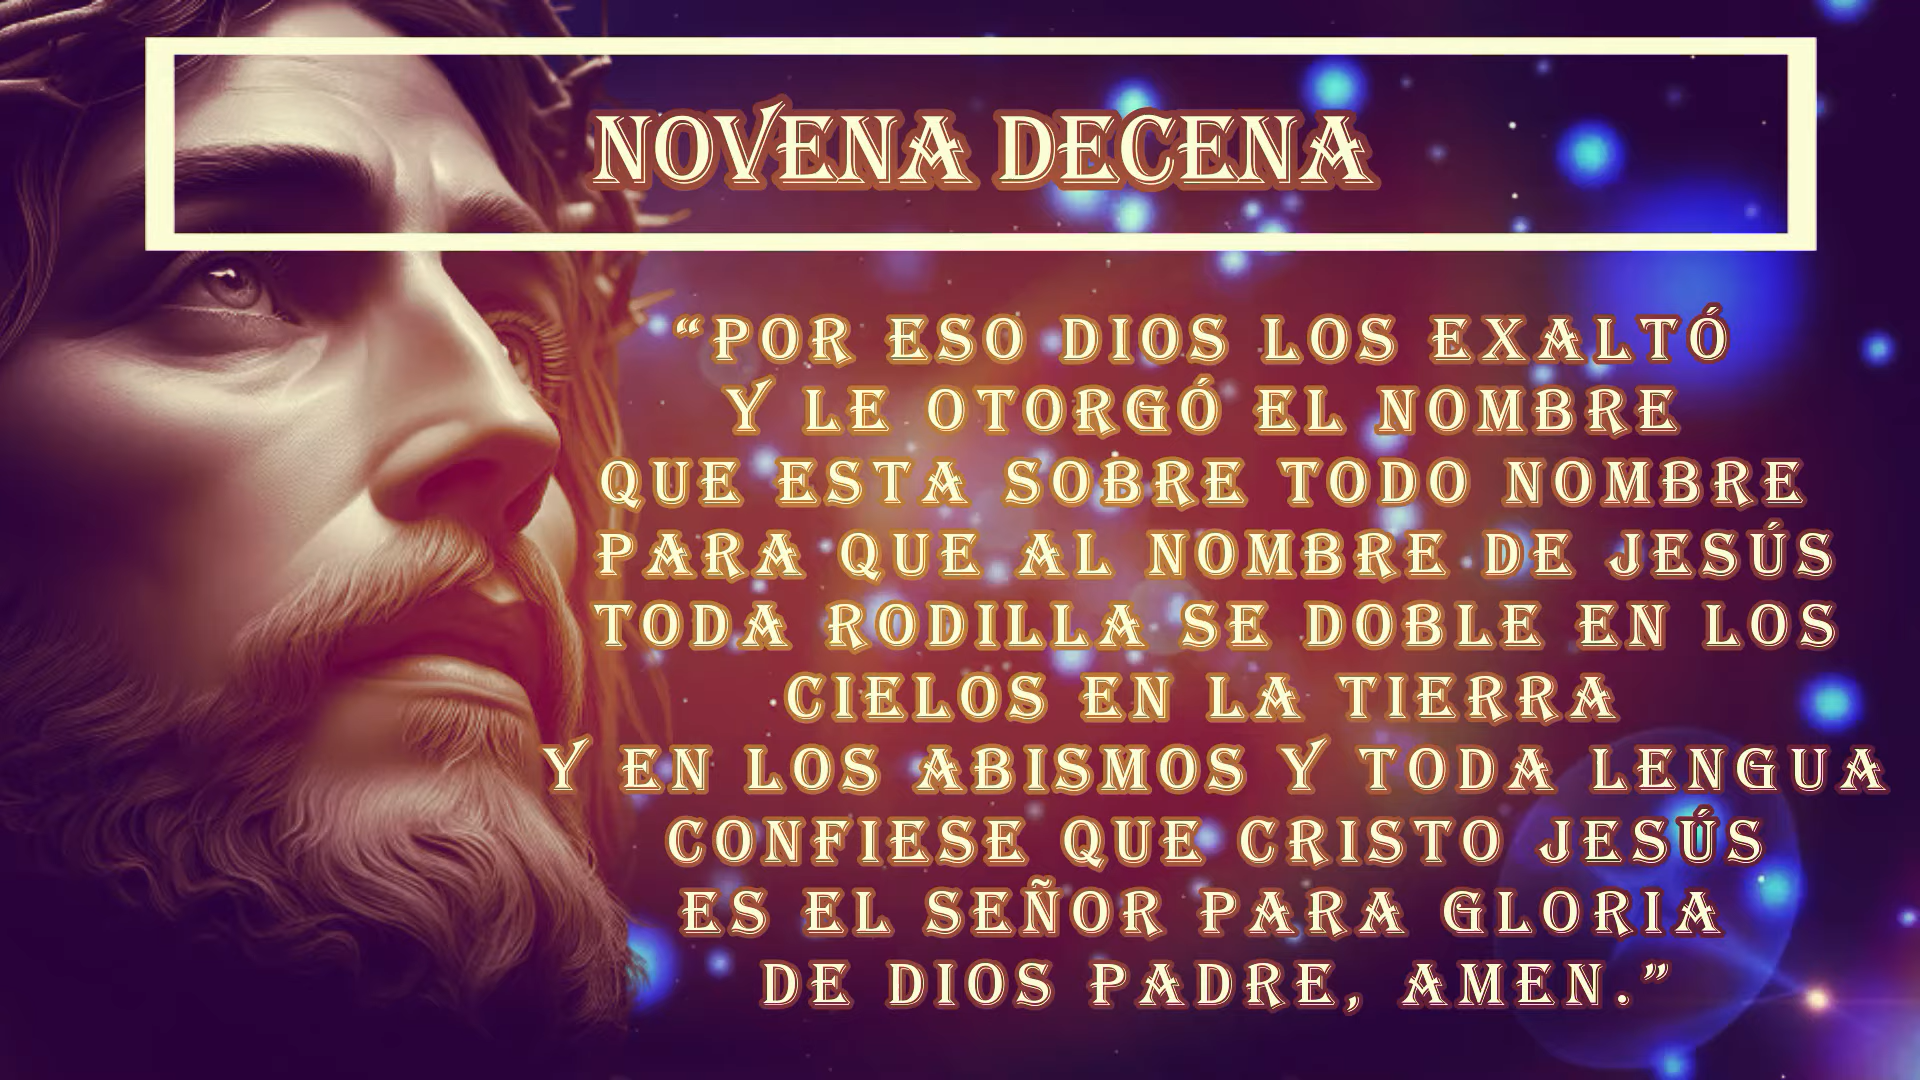 NOVENA DECENA
“POR ESO DIOS LOS EXALTÓ
Y LE OTORGÓ EL NOMBRE
QUE ESTA SOBRE TODO NOMBRE
PARA QUE AL NOMBRE DE JESÚS
TODA RODILLA SE DOBLE EN LOS
CIELOS EN LA TIERRA
Y EN LOS ABISMOS Y TODA LENGUA
CONFIESE QUE CRISTO JESÚS
ES EL SEÑOR PARA GLORIA
DE DIOS PADRE, AMEN.”